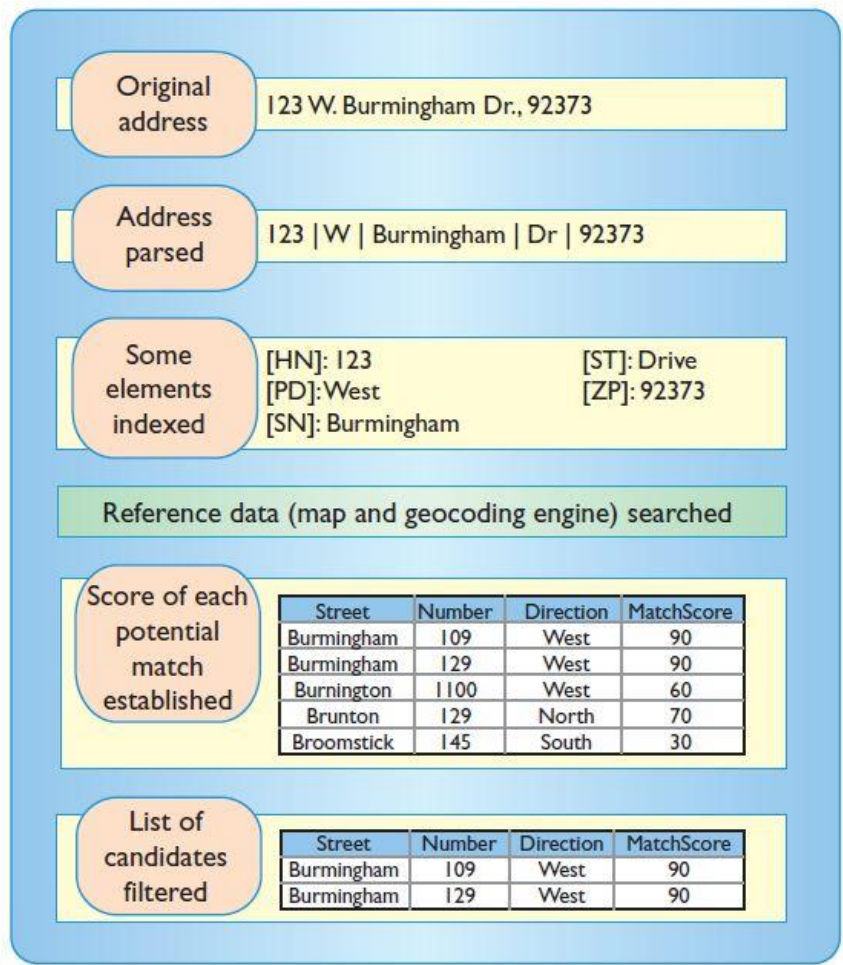 Original
address
123 W. Burmingham Dr., 92373
Address
parsed
123 | W | Burmingham | Dr | 92373
Some
elements
indexed
[HN]: 123 [ST]: Drive
[PD]: West [ZP]: 92373
[SN]: Burmingham
Reference data (map and geocoding engine) searched
Score of each
potential
match
established
Street Number Direction MatchScore
Burmingham 109 West 90
Burmingham 129 West 90
Burnington 1100 West 60
Brunton 129 North 70
Broomstick 145 South 30
List of
candidates
filtered
Street Number Direction MatchScore
Burmingham 109 West 90
Burmingham 129 West 90